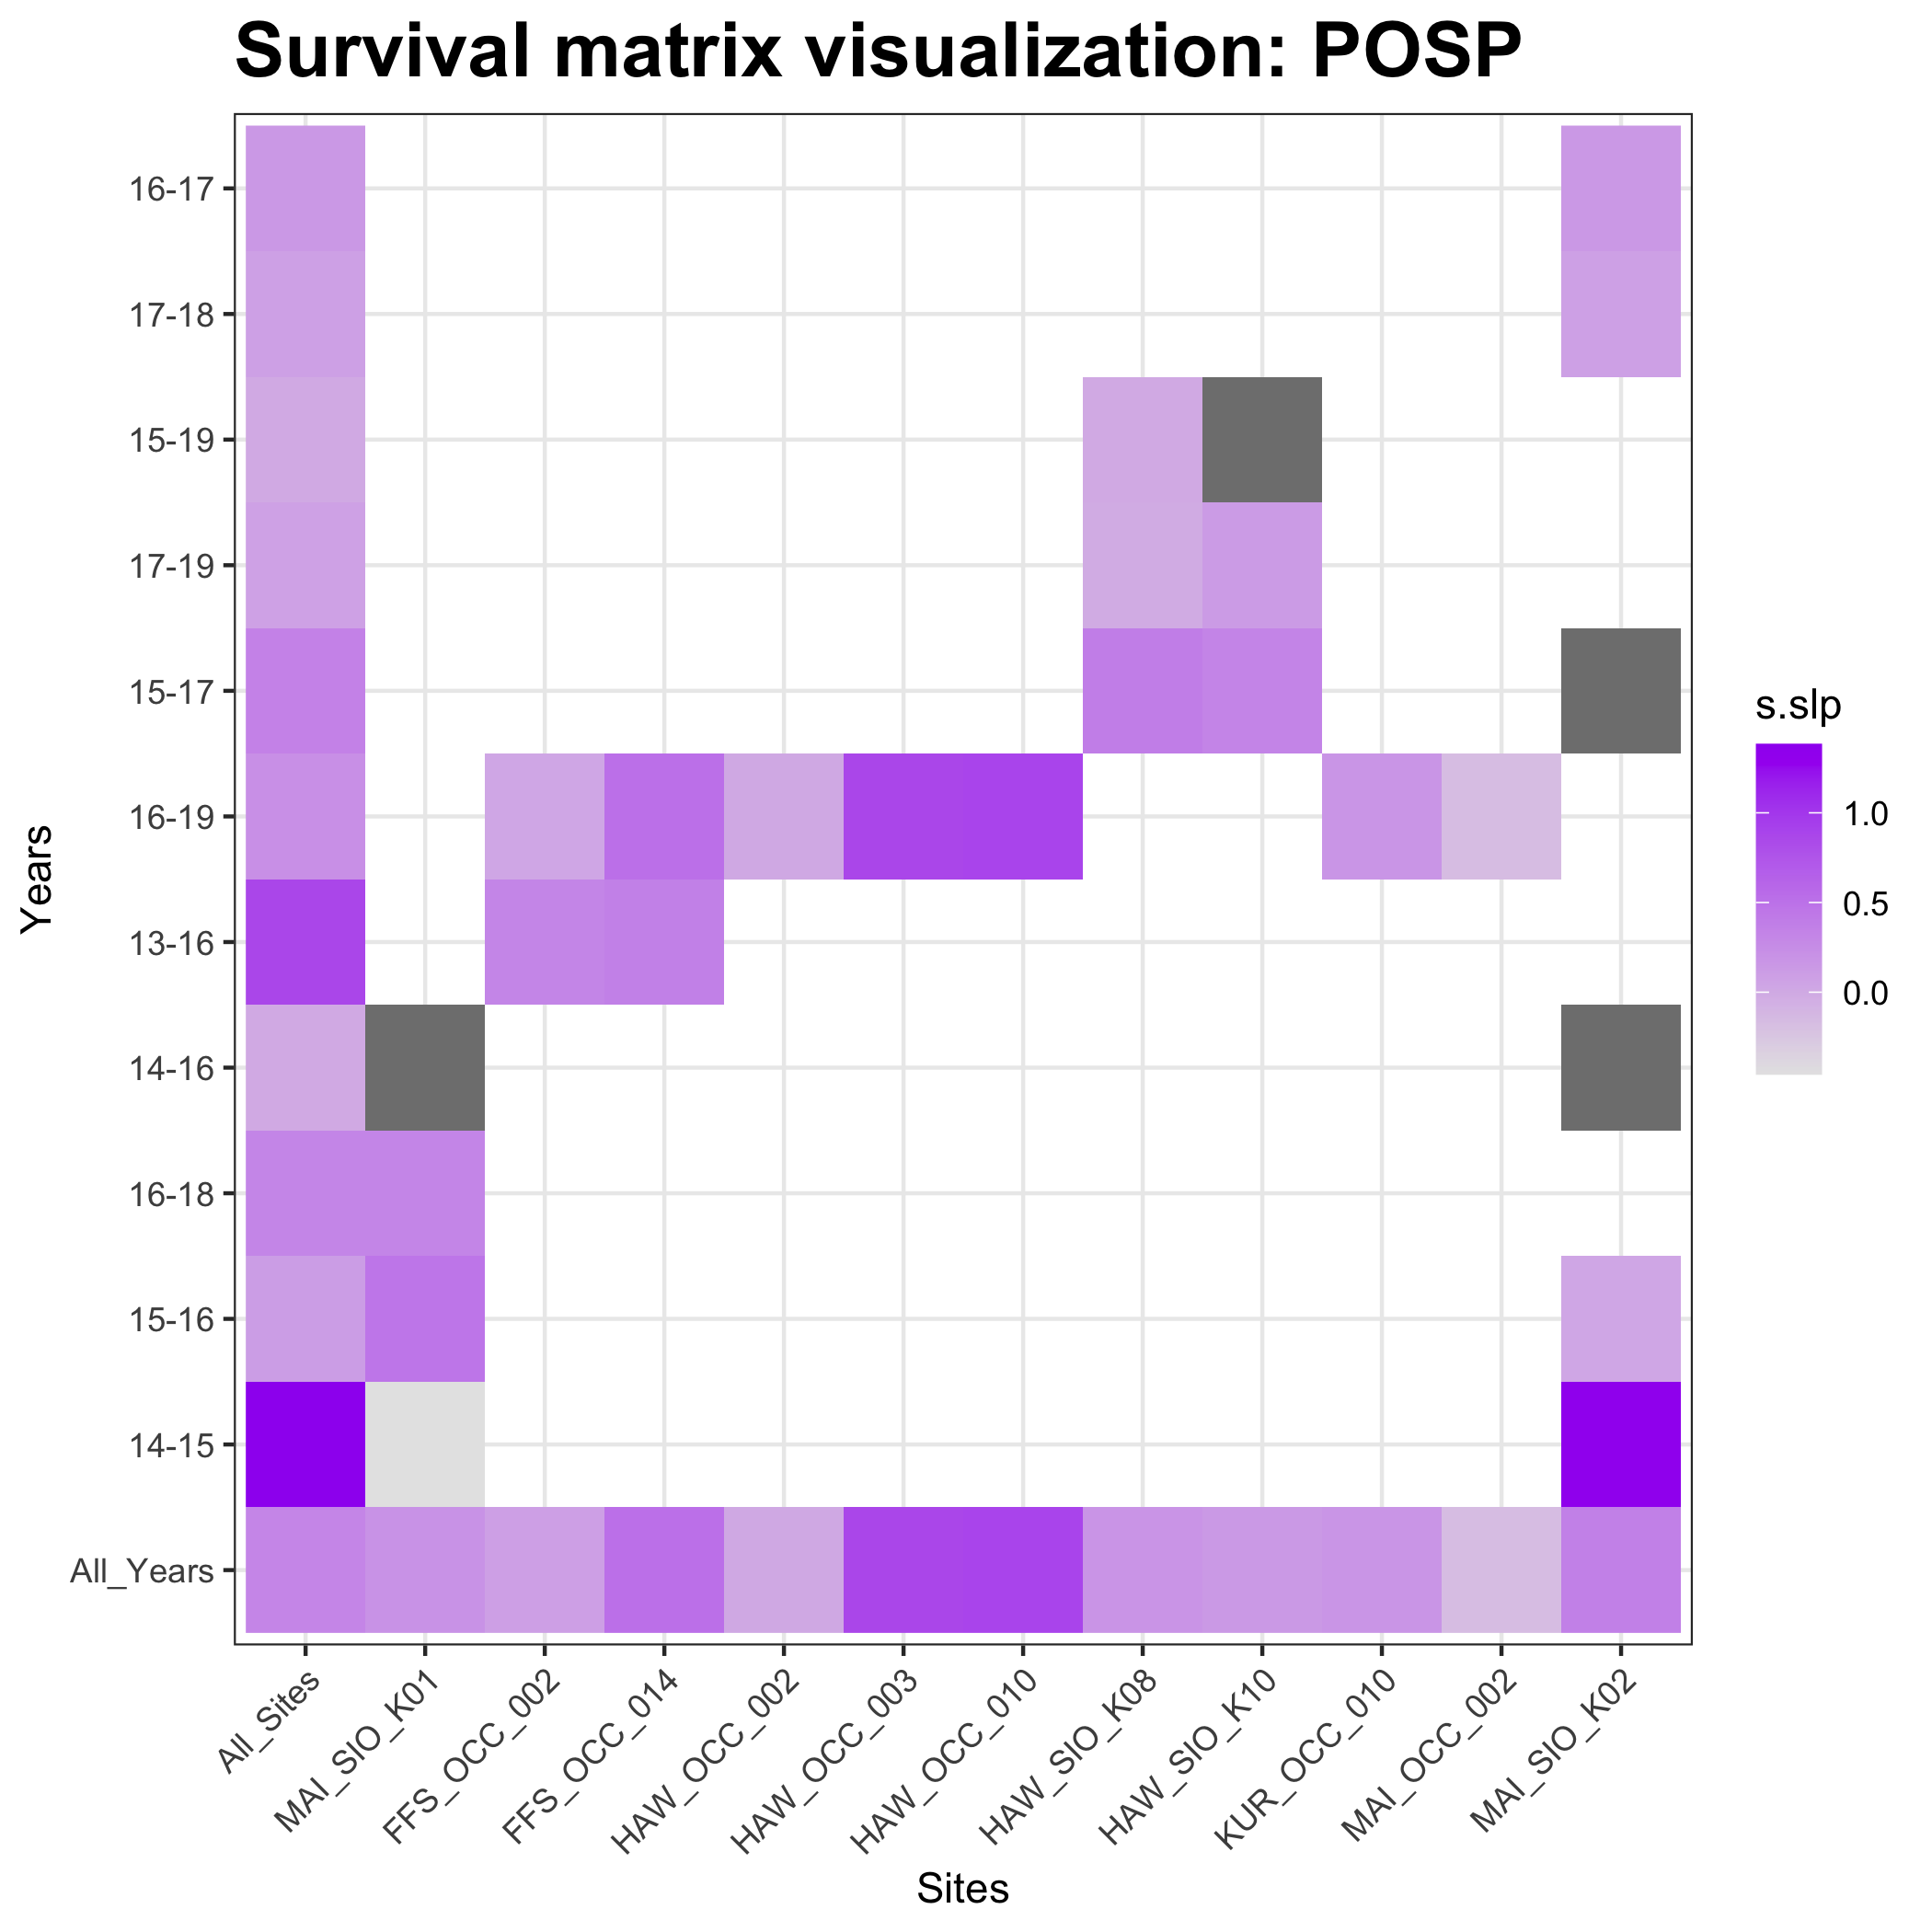 Survival matrix visualization: POSP
16-17
17-18
15-19
17-19
15-17
16-19
13-16
14-16
16-18
15-16
14-15
All_Years
Years
s.slp
1.0
0.5
0.0
All_Sites
MAI_SIO_K01
FFS_OCC_002
FFS_OCC_014
HAW_OCC_002
HAW_OCC_003
HAW_OCC_010
HAW_SIO_K08
HAW_SIO_K10
KUR_OCC_010
MAI_OCC_002
MAI_SIO_K02
Sites